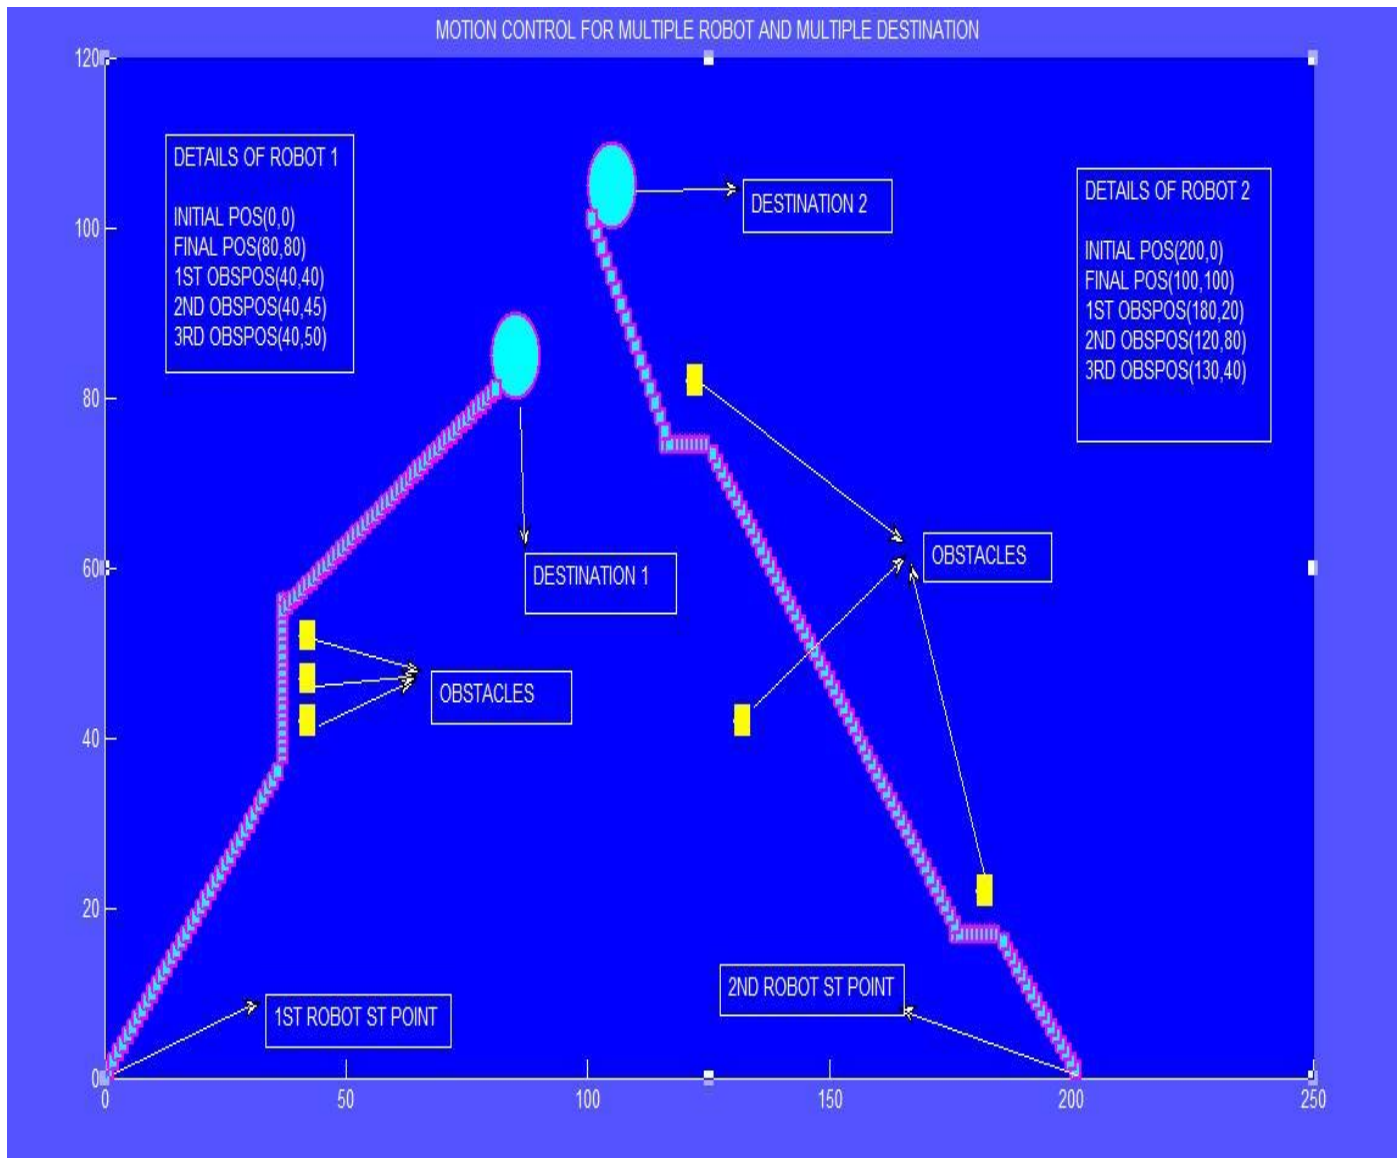 MOTION CONTROL FOR MULTIPLE ROBOT AND MULTIPLE DESTINATION
120
100
80
60
40
20
0
DETAILS OF ROBOT 1
INITIAL POS(0,0)
FINAL POS(80,80)
1ST OBSPOS(40,40)
2ND OBSPOS(40,45)
3RD OBSPOS(40,50)
DESTINATION 2
DETAILS OF ROBOT 2
INITIAL POS(200,0)
FINAL POS(100,100)
1ST OBSPOS(180,20)
2ND OBSPOS(120,80)
3RD OBSPOS(130,40)
OBSTACLES
DESTINATION 1
OBSTACLES
2ND ROBOT ST POINT
1ST ROBOT ST POINT
0
50
100
150
200
250